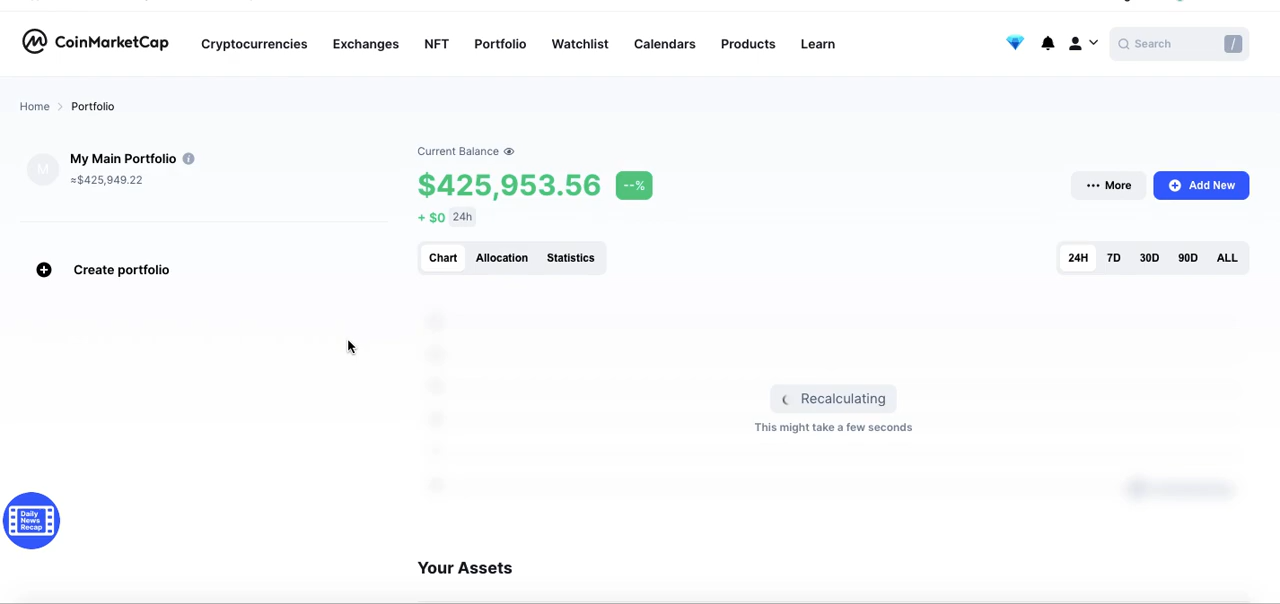 CoinMarketCap Cryptocurrencies Exchanges NFT Portfolio Watchlist Calendars Products Learn Search /
Home Portfolio
My Main Portfolio
≈$425,949.22
Create portfolio
Current Balance
$425,953.56 --%
+ $0 24h
More Add New
Chart Allocation Statistics
24H 7D 30D 90D ALL
Recalculating
This might take a few seconds
Daily
News
Recap
Your Assets